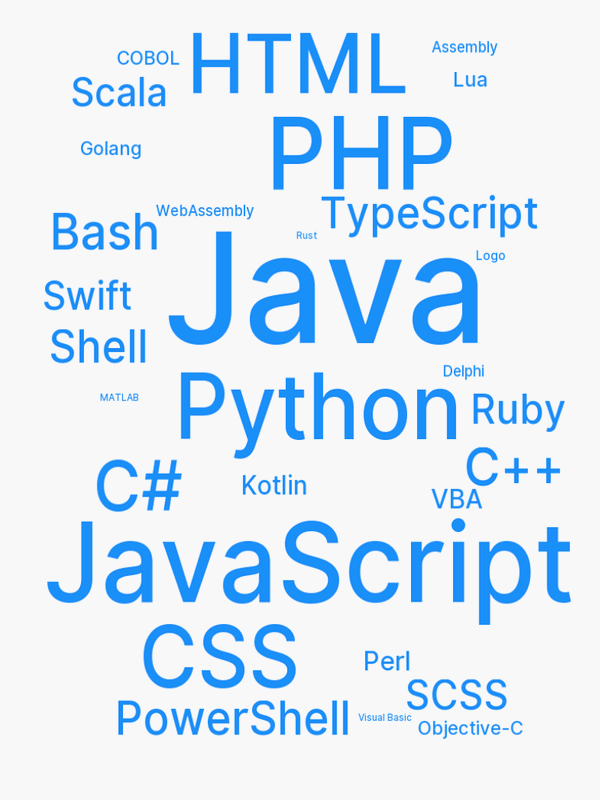 HTML
Assembly
COBOL
Lua
Scala
PHP
Golang
TypeScript
WebAssembly
Bash
Rust
Java
Logo
Swift
Shell
Delphi
Python
MATLAB
Ruby
C++
C#
Kotlin
VBA
JavaScript
CSS
Perl
SCSS
PowerShell
Visual Basic
Objective-C